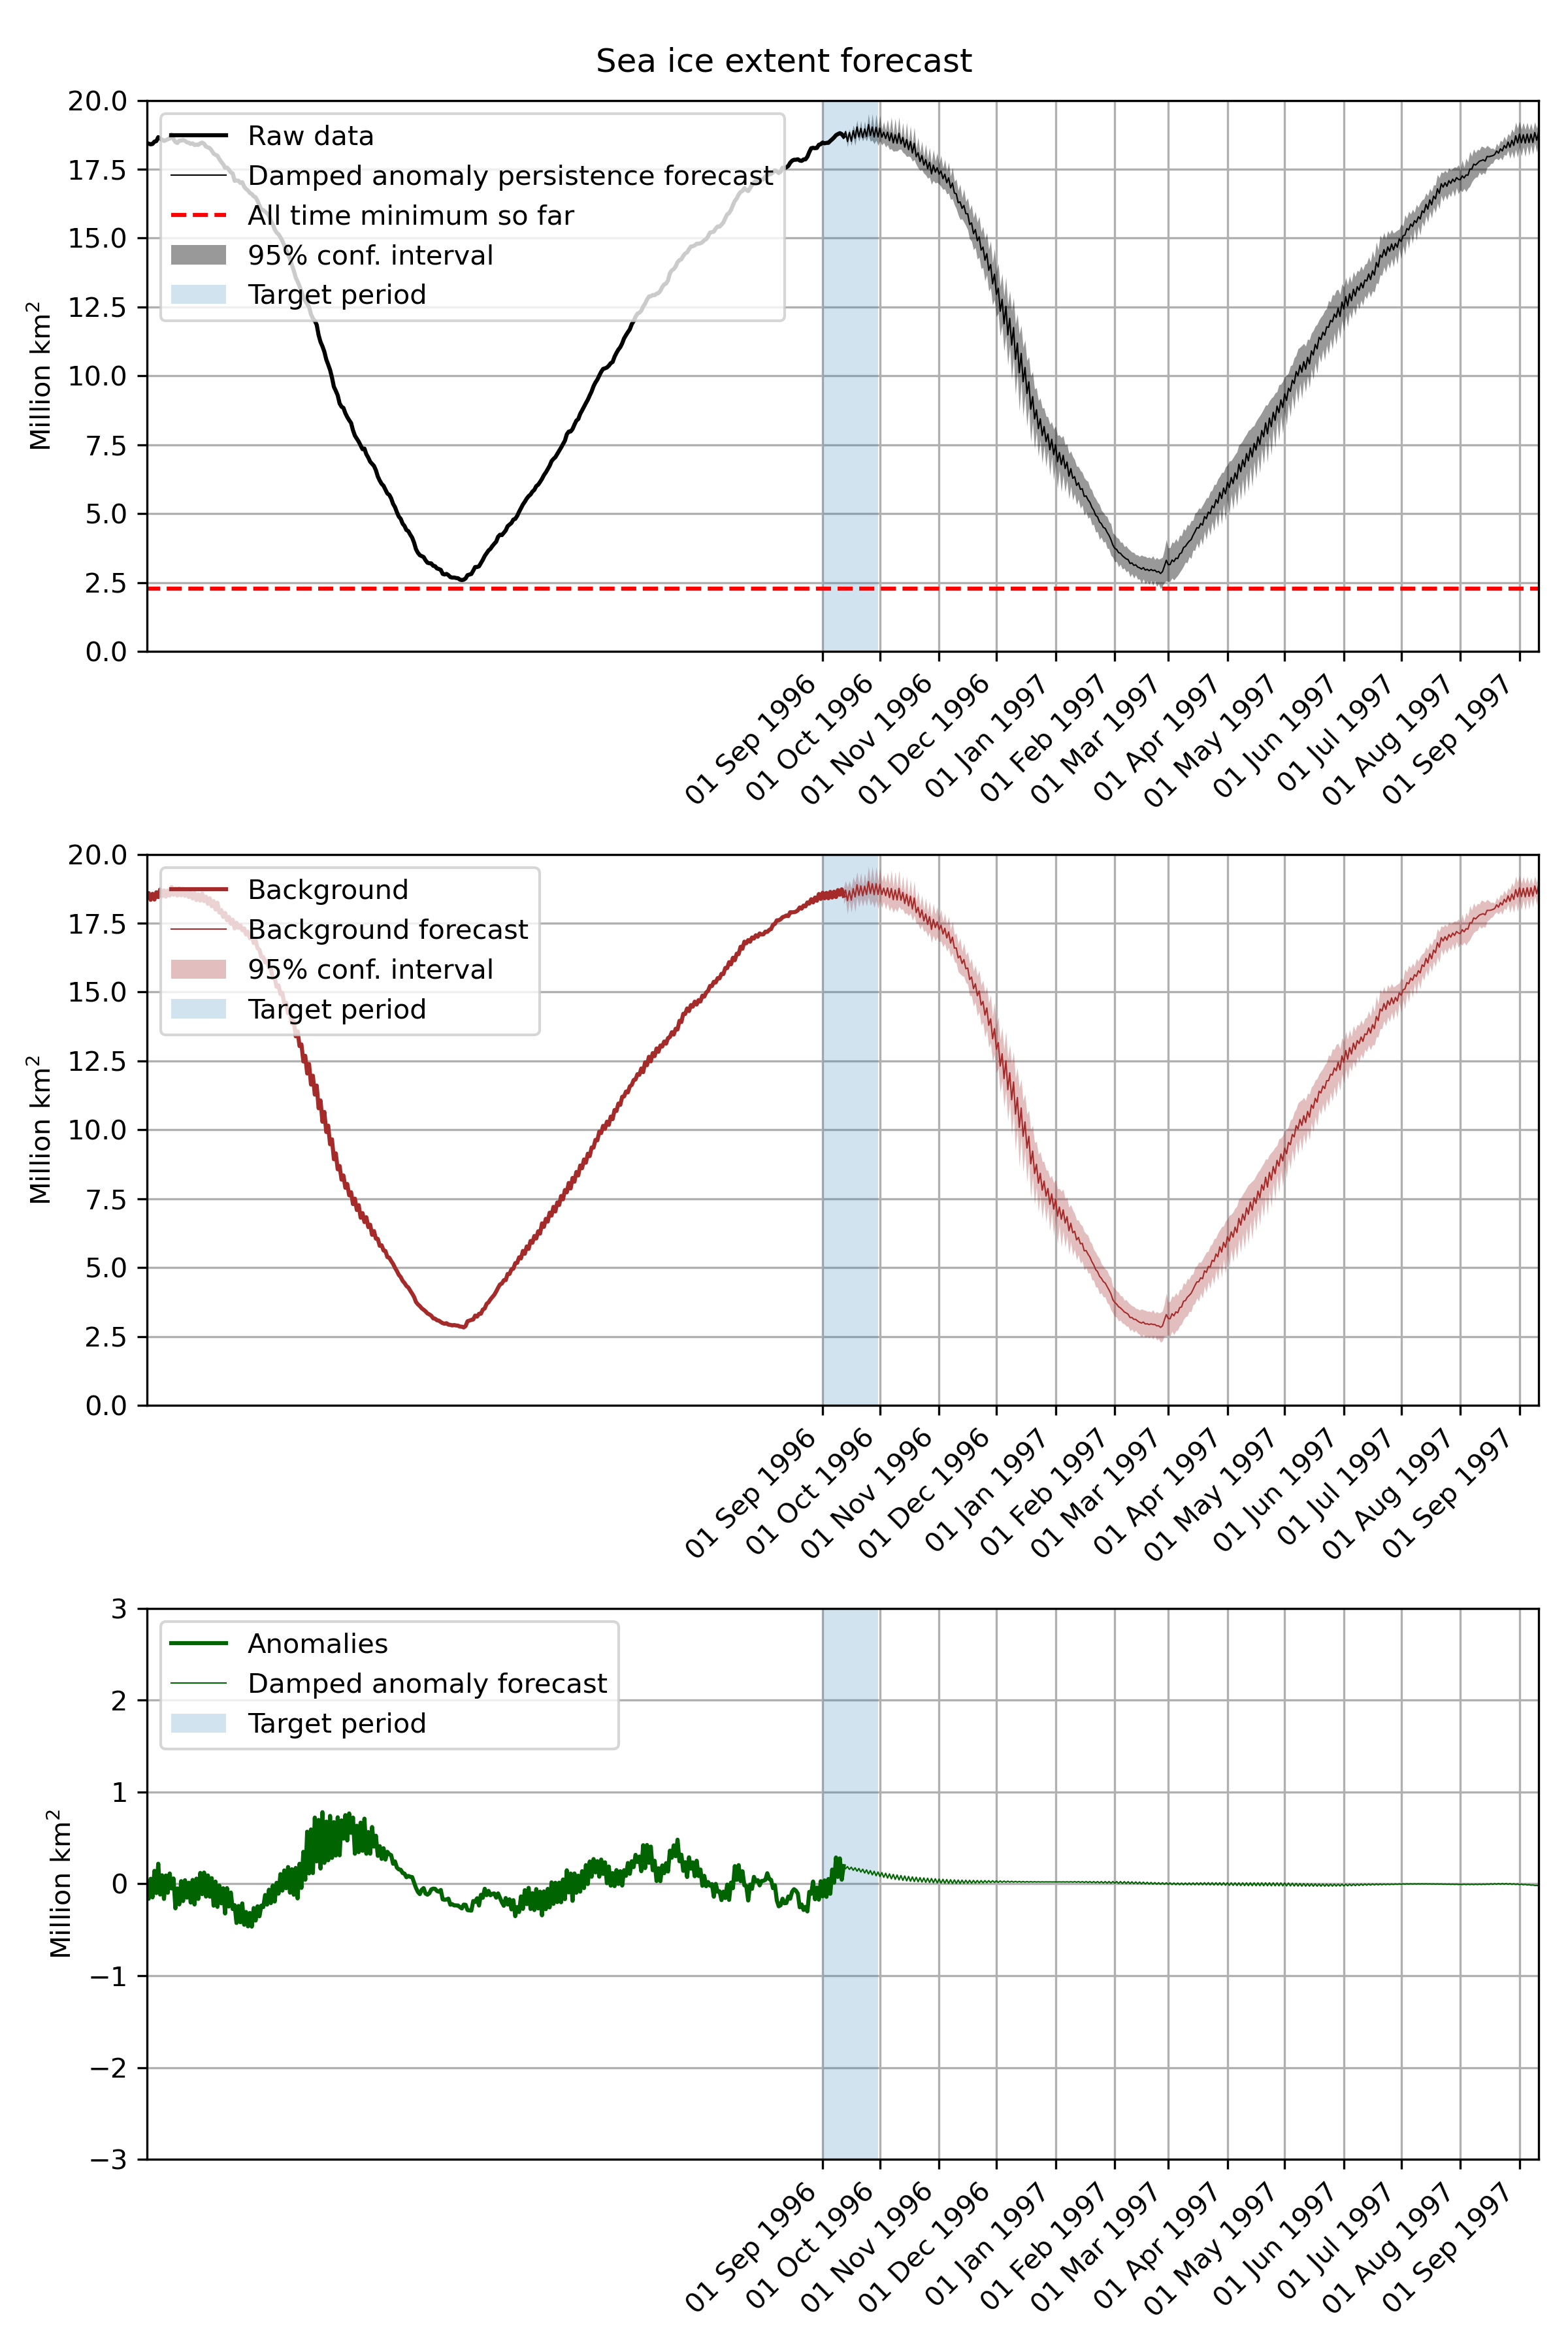 Sea ice extent forecast
20.0
17.5
15.0
12.5
10.0
7.5
5.0
2.5
0.0
Million km²
Raw data
Damped anomaly persistence forecast
All time minimum so far
95% conf. interval
Target period
01 Sep 1996
01 Oct 1996
01 Nov 1996
01 Dec 1996
01 Jan 1997
01 Feb 1997
01 Mar 1997
01 Apr 1997
01 May 1997
01 Jun 1997
01 Jul 1997
01 Aug 1997
01 Sep 1997
20.0
17.5
15.0
12.5
10.0
7.5
5.0
2.5
0.0
Million km²
Background
Background forecast
95% conf. interval
Target period
01 Sep 1996
01 Oct 1996
01 Nov 1996
01 Dec 1996
01 Jan 1997
01 Feb 1997
01 Mar 1997
01 Apr 1997
01 May 1997
01 Jun 1997
01 Jul 1997
01 Aug 1997
01 Sep 1997
3
2
1
0
−1
−2
−3
Million km²
Anomalies
Damped anomaly forecast
Target period
01 Sep 1996
01 Oct 1996
01 Nov 1996
01 Dec 1996
01 Jan 1997
01 Feb 1997
01 Mar 1997
01 Apr 1997
01 May 1997
01 Jun 1997
01 Jul 1997
01 Aug 1997
01 Sep 1997